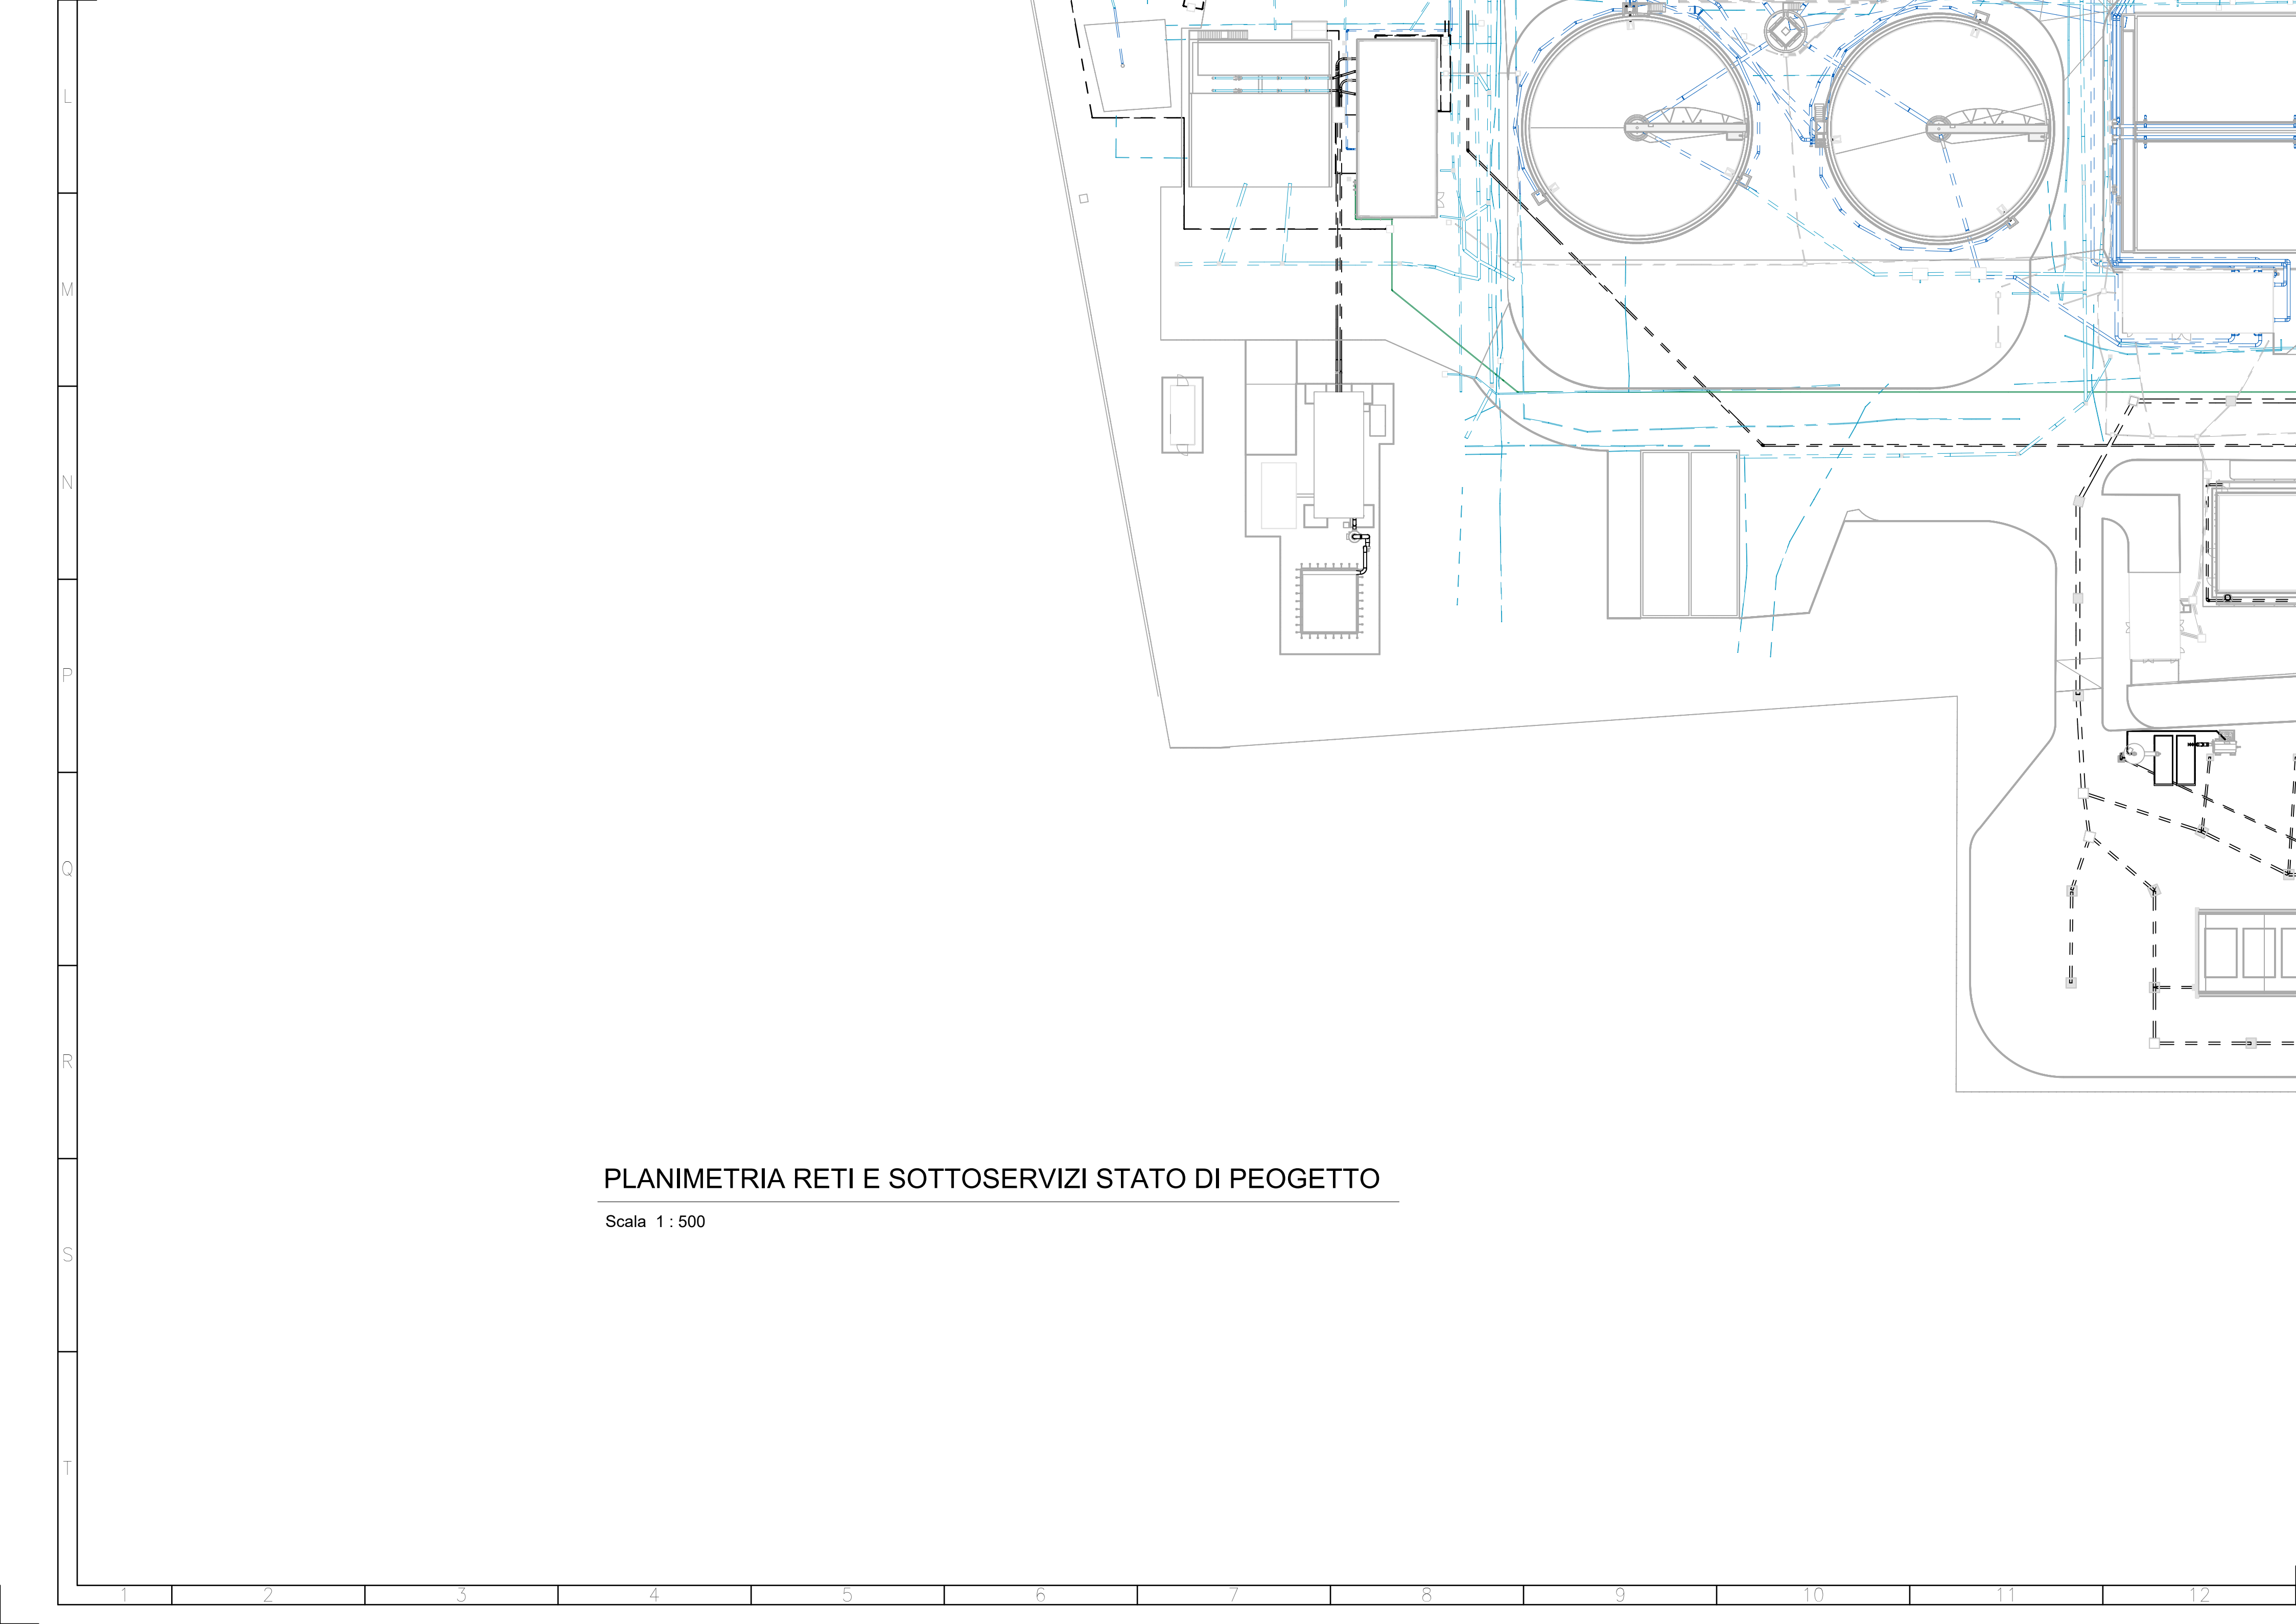 L
M
N
P
Q
R
S
T
PLANIMETRIA RETI E SOTTOSERVIZI STATO DI PEOGETTO
Scala 1 : 500
1 2 3 4 5 6 7 8 9 10 11 12